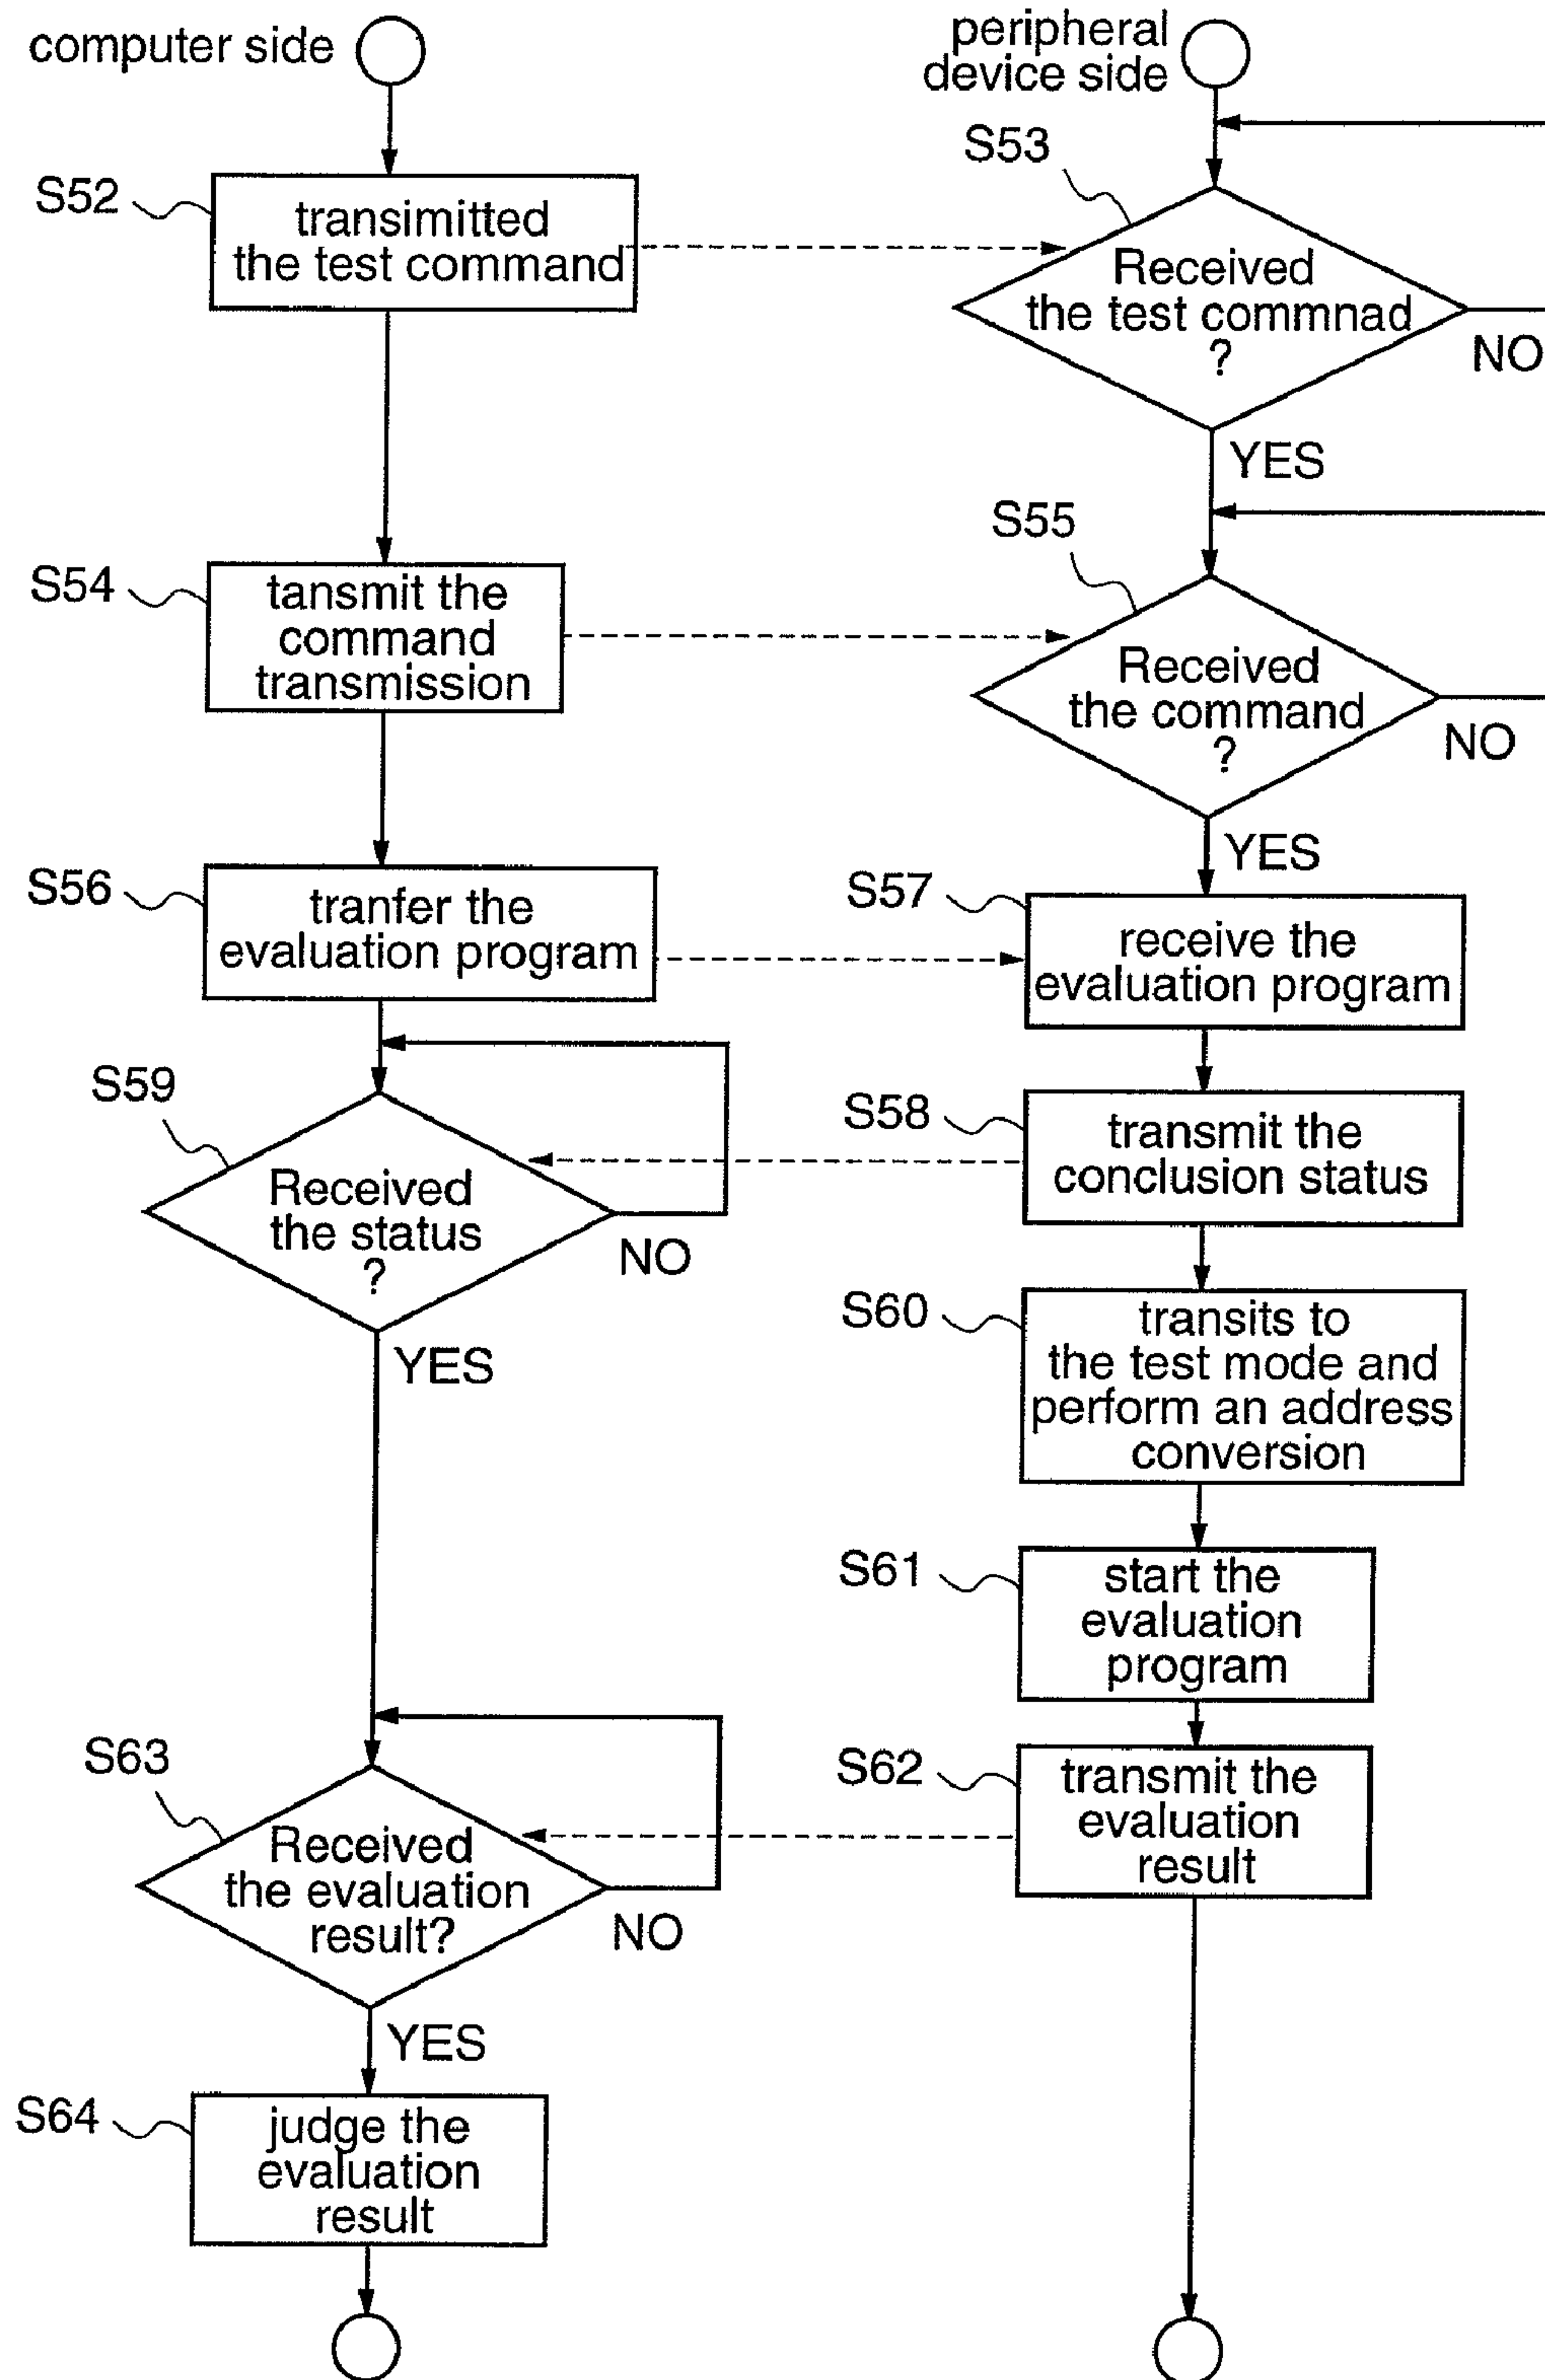 computer side
peripheral
device side
S53
S52
transimitted
the test command
Received
the test commnad
?
NO
YES
S55
S54
tansmit the
command
transmission
Received
the command
?
NO
YES
S56
tranfer the
evaluation program
S57
receive the
evaluation program
S59
Received
the status
?
NO
YES
S58
transmit the
conclusion status
S60
transits to
the test mode and
perform an address
conversion
S61
start the
evaluation
program
S63
Received
the evaluation
result?
NO
YES
S62
transmit the
evaluation
result
S64
judge the
evaluation
result